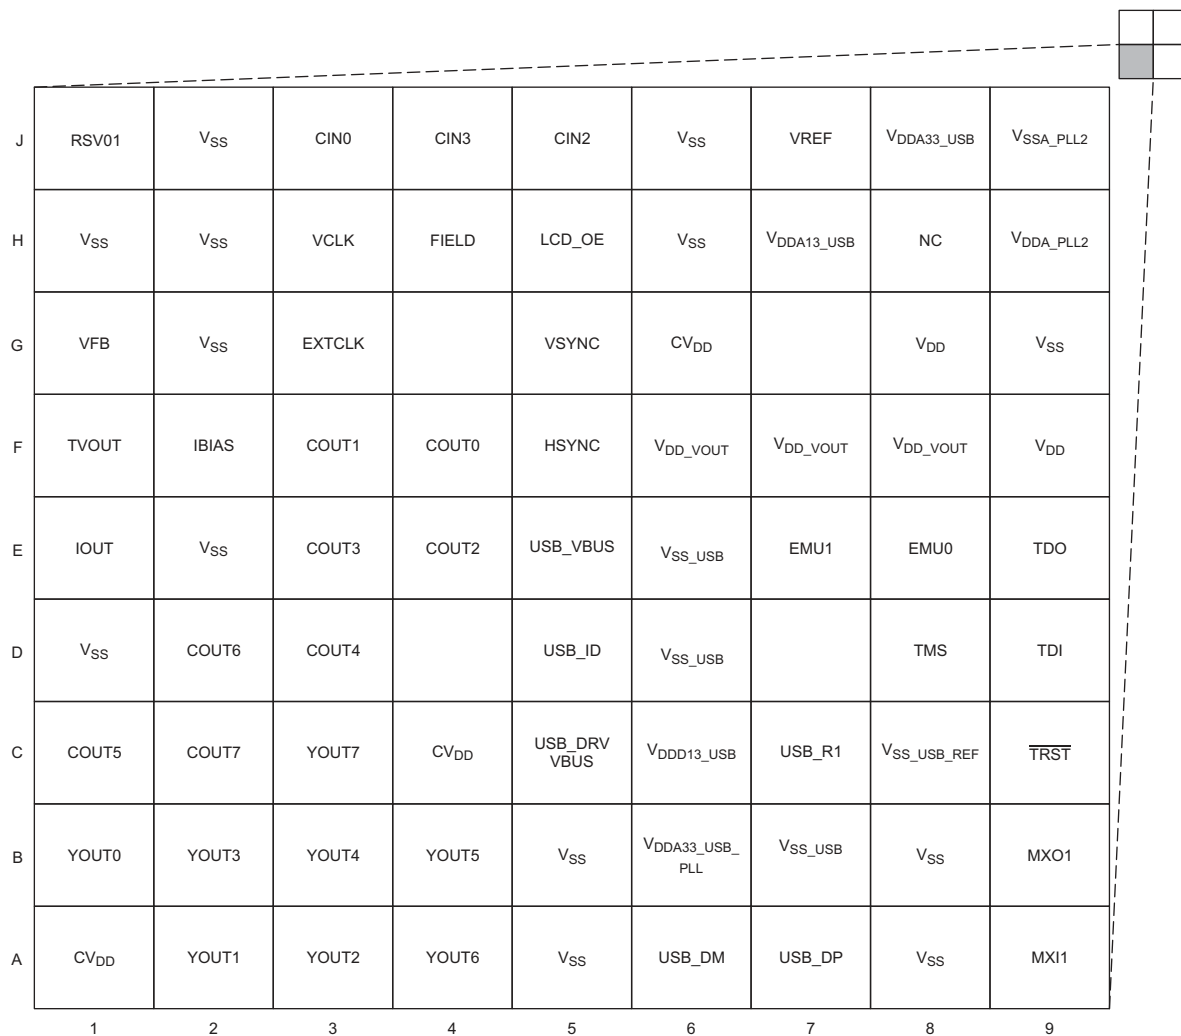 J RSV01 VSS CIN0 CIN3 CIN2 VSS VREF VDDA33_USB VSSA_PLL2
H VSS VSS VCLK FIELD LCD_OE VSS VDDA13_USB NC VDDA_PLL2
G VFB VSS EXTCLK VSYNC CVDD VDD VSS
F TVOUT IBIAS COUT1 COUT0 HSYNC VDD_VOUT VDD_VOUT VDD_VOUT VDD
E IOUT VSS COUT3 COUT2 USB_VBUS VSS_USB EMU1 EMU0 TDO
D VSS COUT6 COUT4 USB_ID VSS_USB TMS TDI
C COUT5 COUT7 YOUT7 CVDD USB_DRV VBUS VDDD13_USB USB_R1 VSS_USB_REF TRST
B YOUT0 YOUT3 YOUT4 YOUT5 VSS VDDA33_USB_ PLL VSS_USB VSS MXO1
A CVDD YOUT1 YOUT2 YOUT6 VSS USB_DM USB_DP VSS MXI1
1 2 3 4 5 6 7 8 9